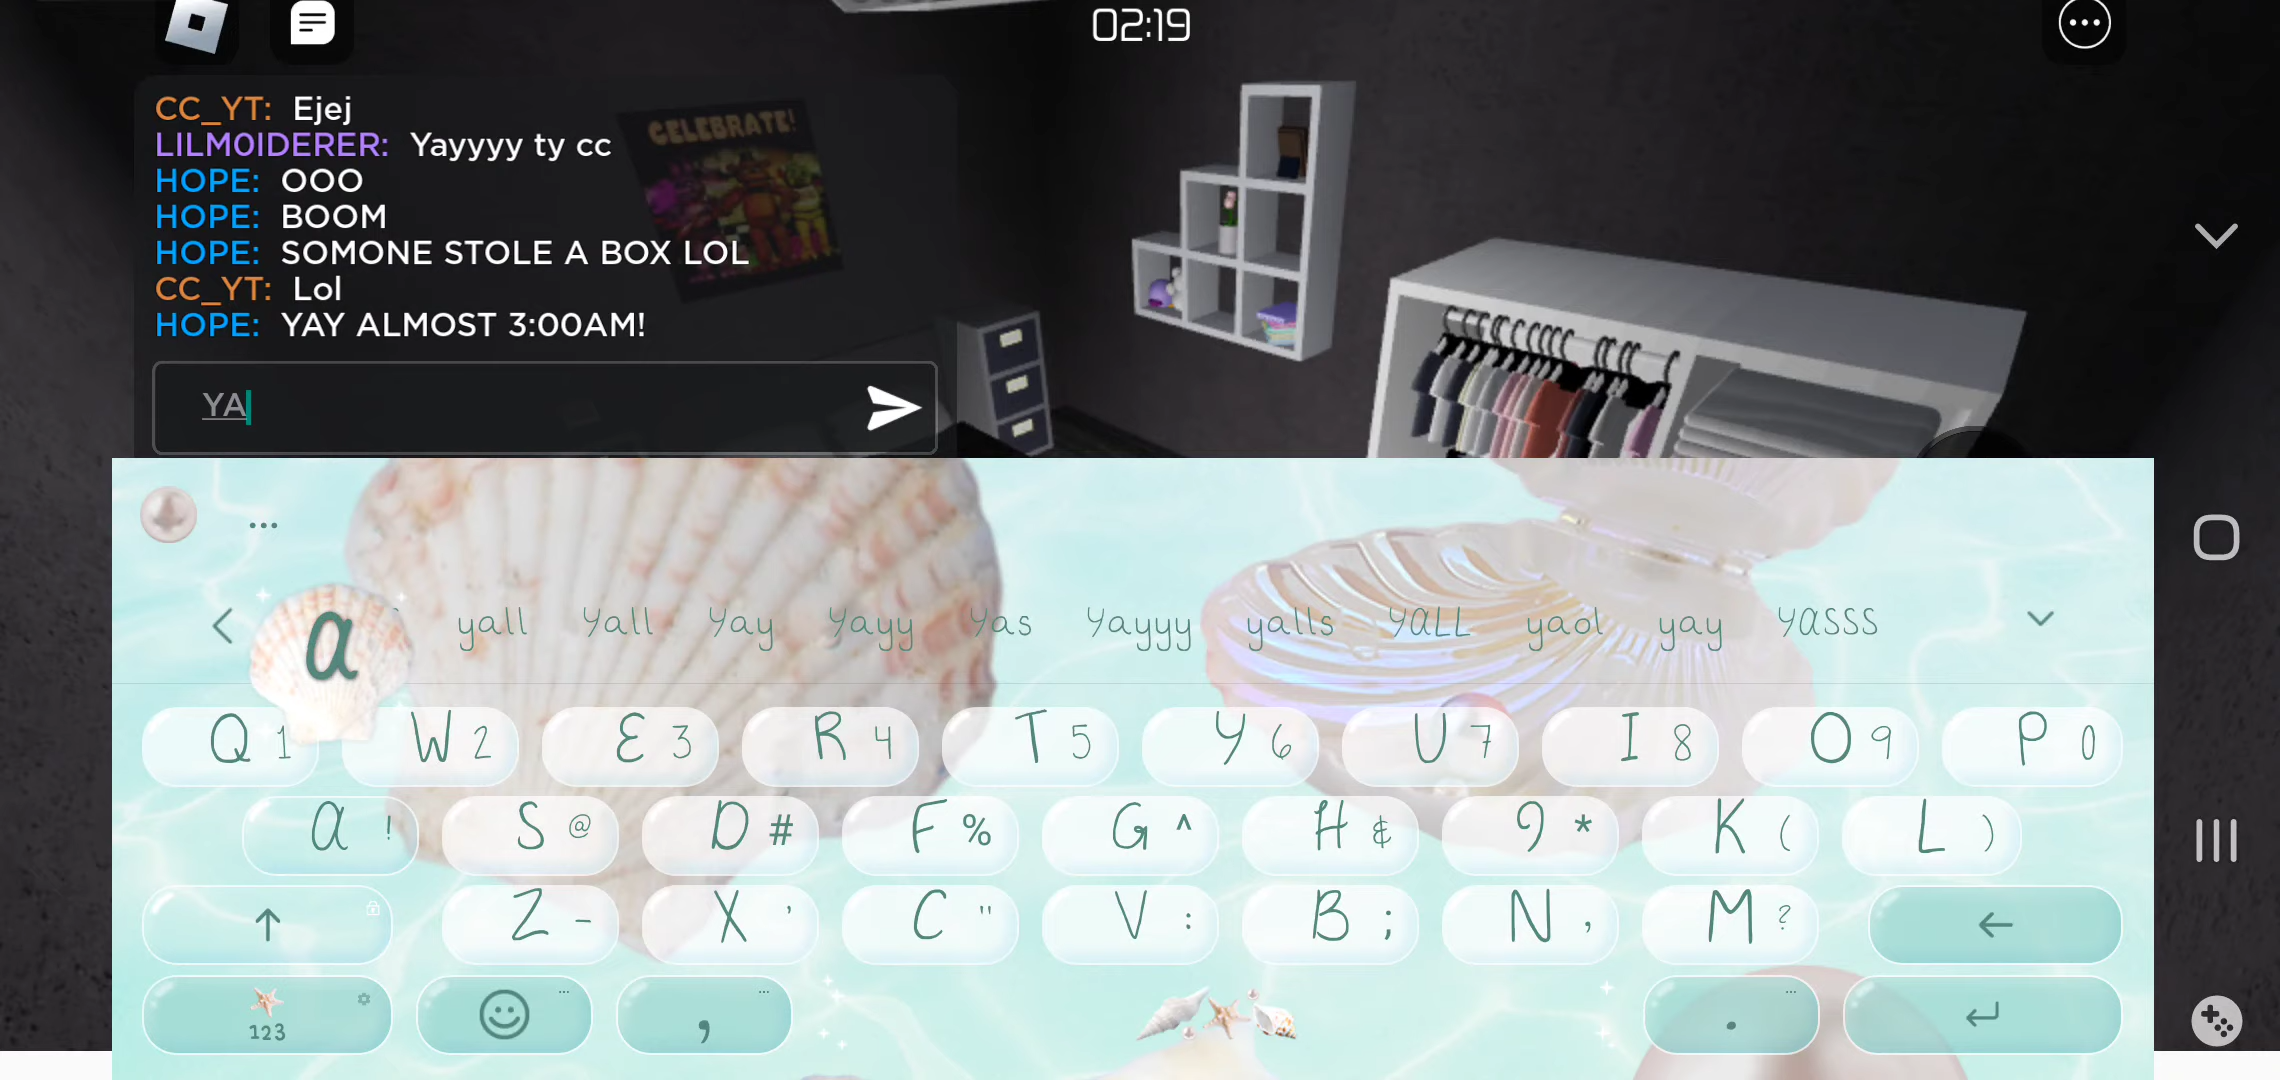 02:19
CELEBRATE!
CC_YT: Ejej
LILM0IDERER: Yayyyy ty cc
HOPE: OOO
HOPE: BOOM
HOPE: SOMONE STOLE A BOX LOL
CC_YT: Lol
HOPE: YAY ALMOST 3:00AM!
YA
...
a yall Yall Yay Yayy Yas Yayyy yalls YALL yaol yay YASSS
Q 1 W 2 E 3 R 4 T 5 Y 6 U 7 I 8 O 9 P 0
A ! S @ D # F % G ^ H & J * K ( L )
Z - X ' C " V : B ; N , M ?
123 , .